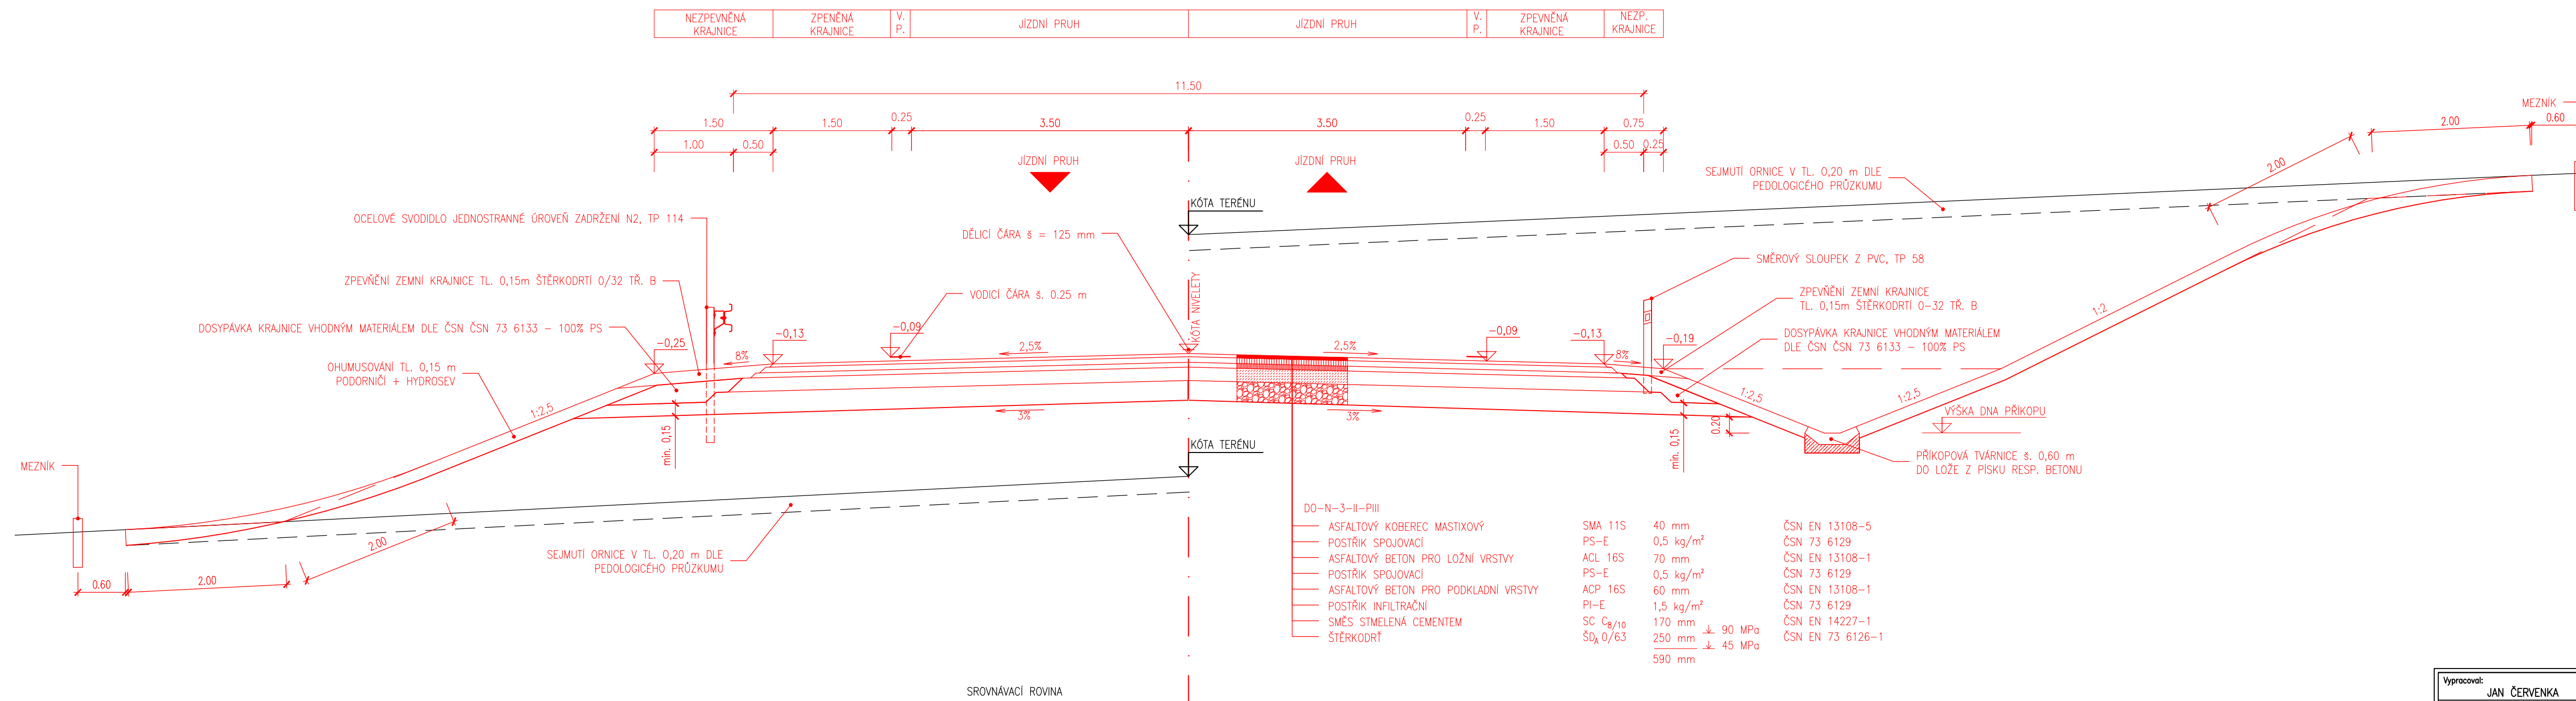 NEZPEVNĚNÁ
KRAJNICE
ZPENĚNÁ
KRAJNICE
V.
P.
JÍZDNÍ PRUH
JÍZDNÍ PRUH
V.
P.
ZPEVNĚNÁ
KRAJNICE
NEZP.
KRAJNICE
11.50
1.50
1.50
0.25
3.50
3.50
0.25
1.50
0.75
1.00
0.50
0.50
0.25
JÍZDNÍ PRUH
JÍZDNÍ PRUH
MEZNÍK
2.00
0.60
2.00
SEJMUTÍ ORNICE V TL. 0,20 m DLE
PEDOLOGICÉHO PRŮZKUMU
KÓTA TERÉNU
OCELOVÉ SVODIDLO JEDNOSTRANNÉ ÚROVEŇ ZADRŽENÍ N2, TP 114
DĚLICÍ ČÁRA š = 125 mm
SMĚROVÝ SLOUPEK Z PVC, TP 58
ZPEVŇĚNÍ ZEMNÍ KRAJNICE TL. 0,15m ŠTĚRKODRTÍ 0/32 TŘ. B
VODICÍ ČÁRA š. 0.25 m
KÓTA NIVELETY
ZPEVŇĚNÍ ZEMNÍ KRAJNICE
TL. 0,15m ŠTĚRKODRTÍ 0-32 TŘ. B
DOSYPÁVKA KRAJNICE VHODNÝM MATERIÁLEM DLE ČSN ČSN 73 6133 - 100% PS
DOSYPÁVKA KRAJNICE VHODNÝM MATERIÁLEM
DLE ČSN ČSN 73 6133 - 100% PS
-0,25
-0,13
-0,09
-0,09
-0,13
-0,19
8%
2,5%
2,5%
8%
OHUMUSOVÁNÍ TL. 0,15 m
PODORNIČÍ + HYDROSEV
1:2,5
3%
3%
1:2,5
1:2,5
1:2
min. 0,15
min. 0,15
0.20
VÝŠKA DNA PŘÍKOPU
PŘÍKOPOVÁ TVÁRNICE š. 0,60 m
DO LOŽE Z PÍSKU RESP. BETONU
KÓTA TERÉNU
MEZNÍK
0.60
2.00
2.00
SEJMUTÍ ORNICE V TL. 0,20 m DLE
PEDOLOGICÉHO PRŮZKUMU
DO-N-3-II-PIII
ASFALTOVÝ KOBEREC MASTIXOVÝ SMA 11S 40 mm ČSN EN 13108-5
POSTŘIK SPOJOVACÍ PS-E 0,5 kg/m² ČSN 73 6129
ASFALTOVÝ BETON PRO LOŽNÍ VRSTVY ACL 16S 70 mm ČSN EN 13108-1
POSTŘIK SPOJOVACÍ PS-E 0,5 kg/m² ČSN 73 6129
ASFALTOVÝ BETON PRO PODKLADNÍ VRSTVY ACP 16S 60 mm ČSN EN 13108-1
POSTŘIK INFILTRAČNÍ PI-E 1,5 kg/m² ČSN 73 6129
SMĚS STMELENÁ CEMENTEM SC C8/10 170 mm 90 MPa ČSN EN 14227-1
ŠTĚRKODRŤ ŠDA 0/63 250 mm 45 MPa ČSN EN 73 6126-1
590 mm
SROVNÁVACÍ ROVINA
Vypracoval:
JAN ČERVENKA